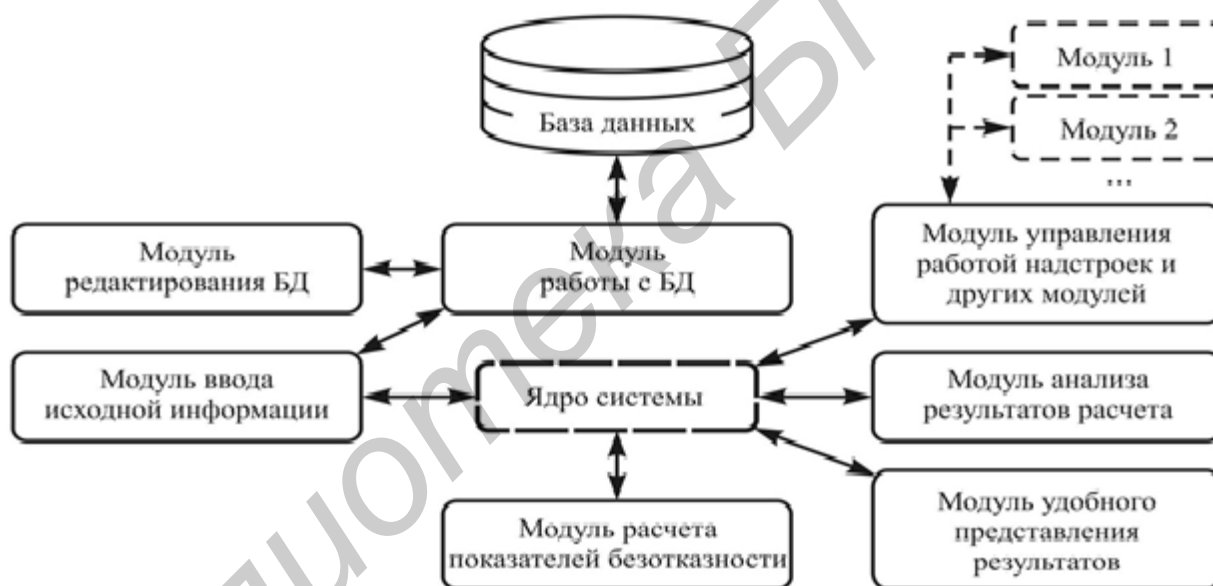 База данных
Модуль 1
Модуль 2
...
Модуль
редактирования БД
Модуль
работы с БД
Модуль управления
работой надстроек и
других модулей
Модуль ввода
исходной информации
Ядро системы
Модуль анализа
результатов расчета
Модуль расчета
показателей безотказности
Модуль удобного
представления
результатов